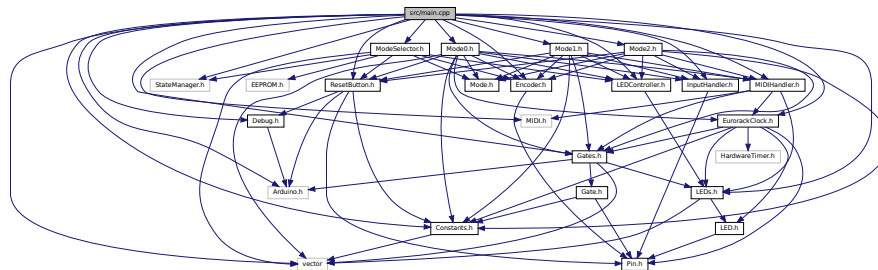 src/main.cpp
ModeSelector.h
Mode0.h
Mode1.h
Mode2.h
StateManager.h
EEPROM.h
ResetButton.h
Mode.h
Encoder.h
LEDController.h
InputHandler.h
MIDIHandler.h
Debug.h
MIDI.h
EurorackClock.h
Gates.h
HardwareTimer.h
Arduino.h
Gate.h
LEDs.h
Constants.h
LED.h
vector
Pin.h